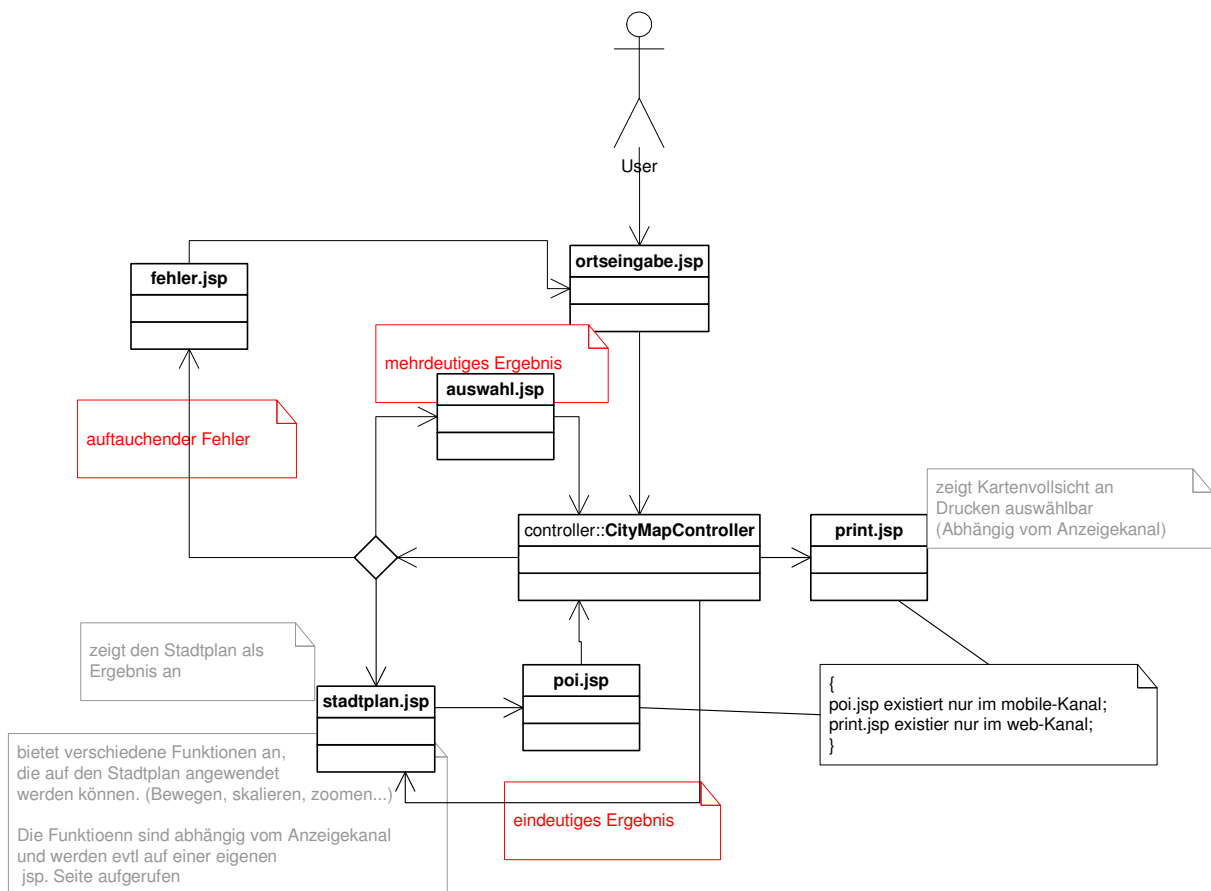 User
ortseingabe.jsp
fehler.jsp
mehrdeutiges Ergebnis
auswahl.jsp
auftauchender Fehler
zeigt Kartenvollsicht an
Drucken auswählbar
(Abhängig vom Anzeigekanal)
controller::CityMapController
print.jsp
zeigt den Stadtplan als
Ergebnis an
poi.jsp
stadtplan.jsp
{
poi.jsp existiert nur im mobile-Kanal;
print.jsp existier nur im web-Kanal;
}
bietet verschiedene Funktionen an,
die auf den Stadtplan angewendet
werden können. (Bewegen, skalieren, zoomen...)
Die Funktioenn sind abhängig vom Anzeigekanal
und werden evtl auf einer eigenen
jsp. Seite aufgerufen
eindeutiges Ergebnis